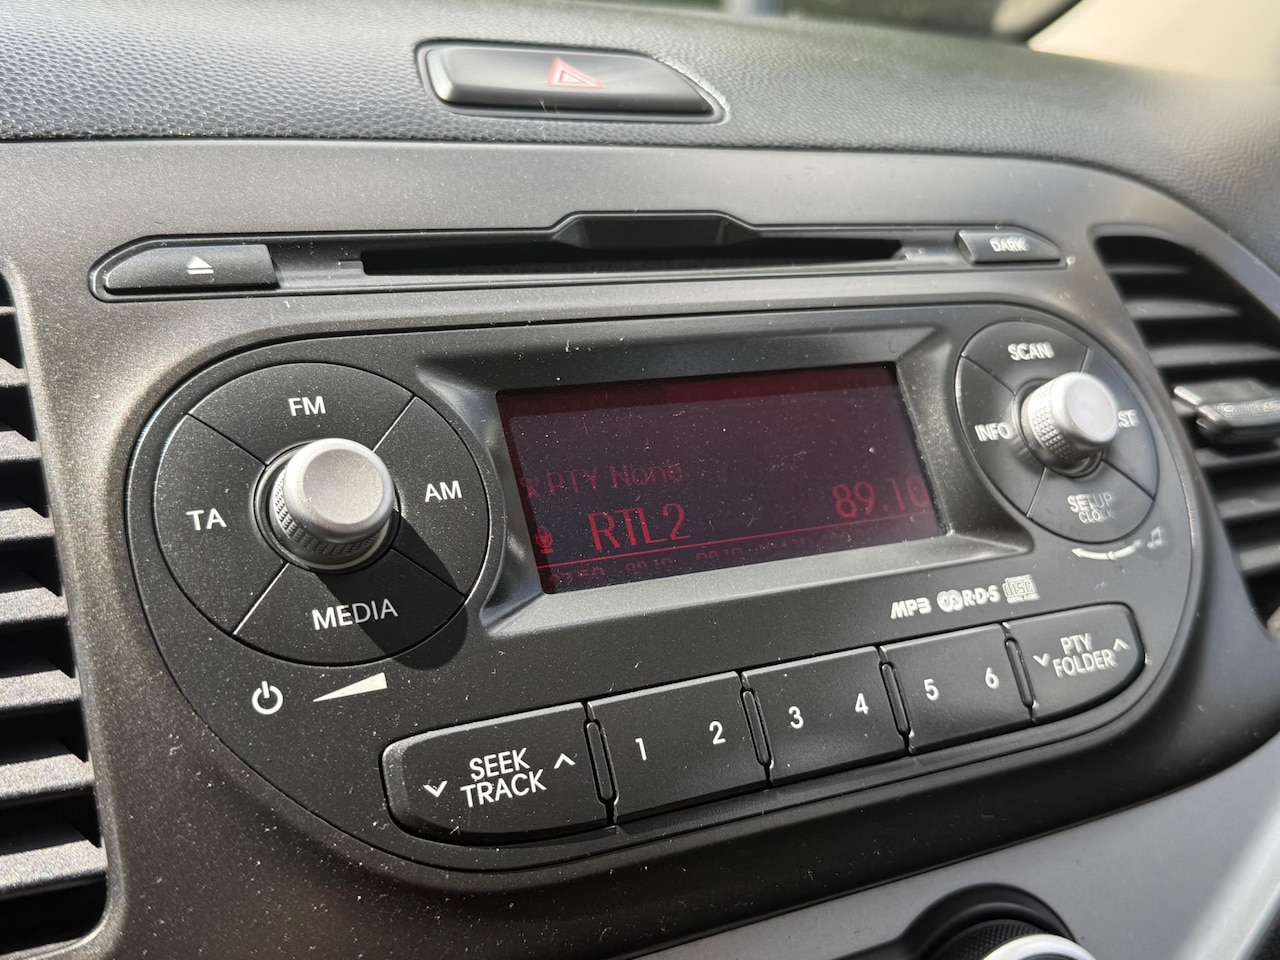 DARK
FM
AM
TA
MEDIA
SCAN
INFO
SETUP
CLOCK
PTY None
RTL2
89.10
MP3 R·D·S DISC
SEEK
TRACK
1 2
3 4
5 6
PTY
FOLDER